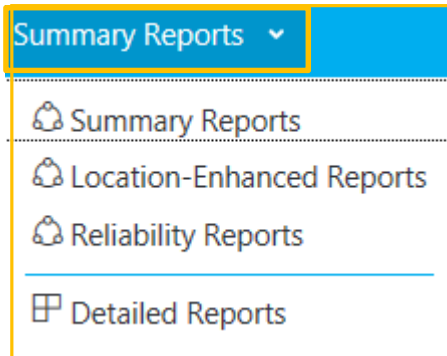 Summary Reports
Summary Reports
Location-Enhanced Reports
Reliability Reports
Detailed Reports